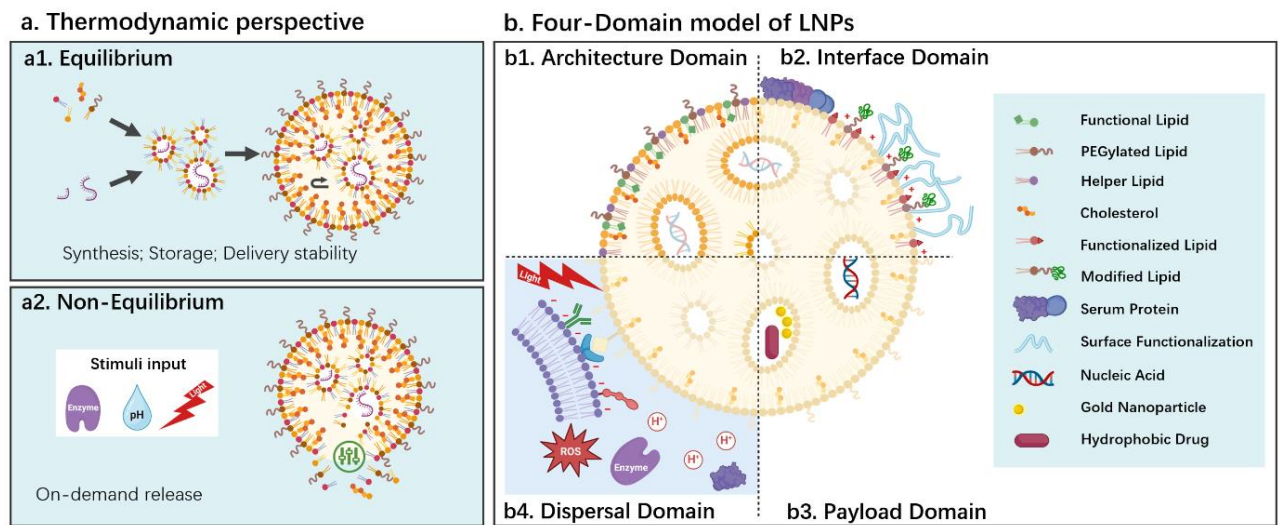 a. Thermodynamic perspective
a1. Equilibrium
Synthesis; Storage; Delivery stability
a2. Non-Equilibrium
Stimuli input
Enzyme
pH
Light
On-demand release
b. Four-Domain model of LNPs
b1. Architecture Domain
b2. Interface Domain
+
+
+
+
+
+
Light
-
-
-
-
-
-
H⁺
H⁺
H⁺
ROS
Enzyme
b4. Dispersal Domain
b3. Payload Domain
Functional Lipid
PEGylated Lipid
Helper Lipid
Cholesterol
Functionalized Lipid
Modified Lipid
Serum Protein
Surface Functionalization
Nucleic Acid
Gold Nanoparticle
Hydrophobic Drug